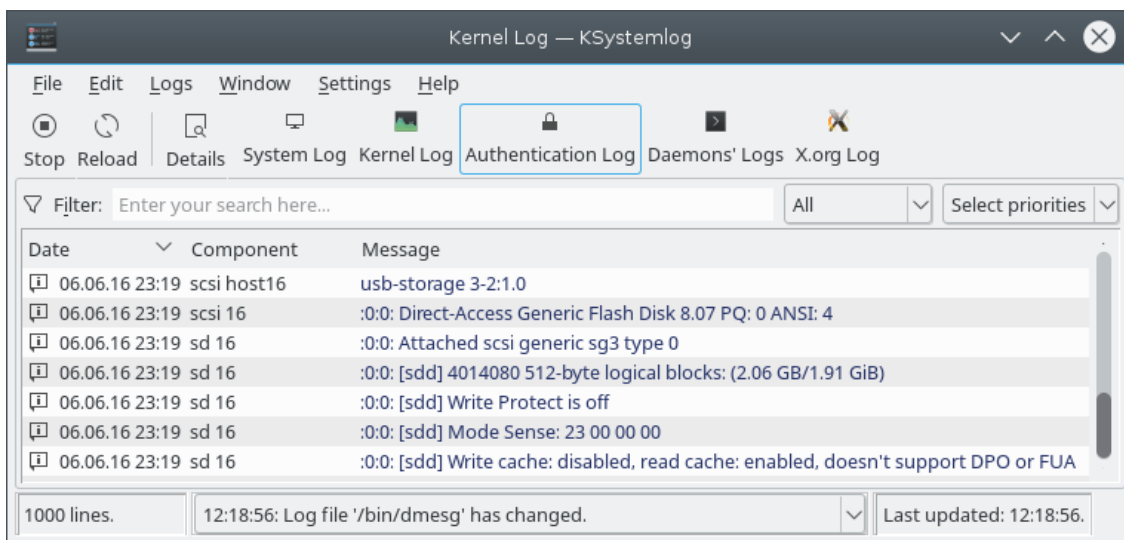 Kernel Log — KSystemlog
File Edit Logs Window Settings Help
Stop Reload Details System Log Kernel Log Authentication Log Daemons' Logs X.org Log
Filter: Enter your search here... All Select priorities
Date Component Message
06.06.16 23:19 scsi host16 usb-storage 3-2:1.0
06.06.16 23:19 scsi 16 :0:0: Direct-Access Generic Flash Disk 8.07 PQ: 0 ANSI: 4
06.06.16 23:19 sd 16 :0:0: Attached scsi generic sg3 type 0
06.06.16 23:19 sd 16 :0:0: [sdd] 4014080 512-byte logical blocks: (2.06 GB/1.91 GiB)
06.06.16 23:19 sd 16 :0:0: [sdd] Write Protect is off
06.06.16 23:19 sd 16 :0:0: [sdd] Mode Sense: 23 00 00 00
06.06.16 23:19 sd 16 :0:0: [sdd] Write cache: disabled, read cache: enabled, doesn't support DPO or FUA
1000 lines. 12:18:56: Log file '/bin/dmesg' has changed. Last updated: 12:18:56.